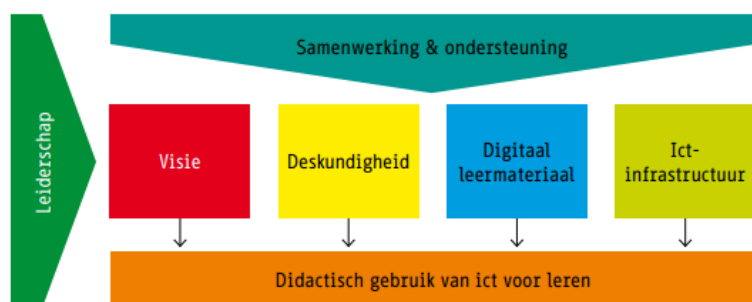 Leiderschap
Samenwerking & ondersteuning
Visie
Deskundigheid
Digitaal
leermateriaal
Ict-
infrastructuur
Didactisch gebruik van ict voor leren